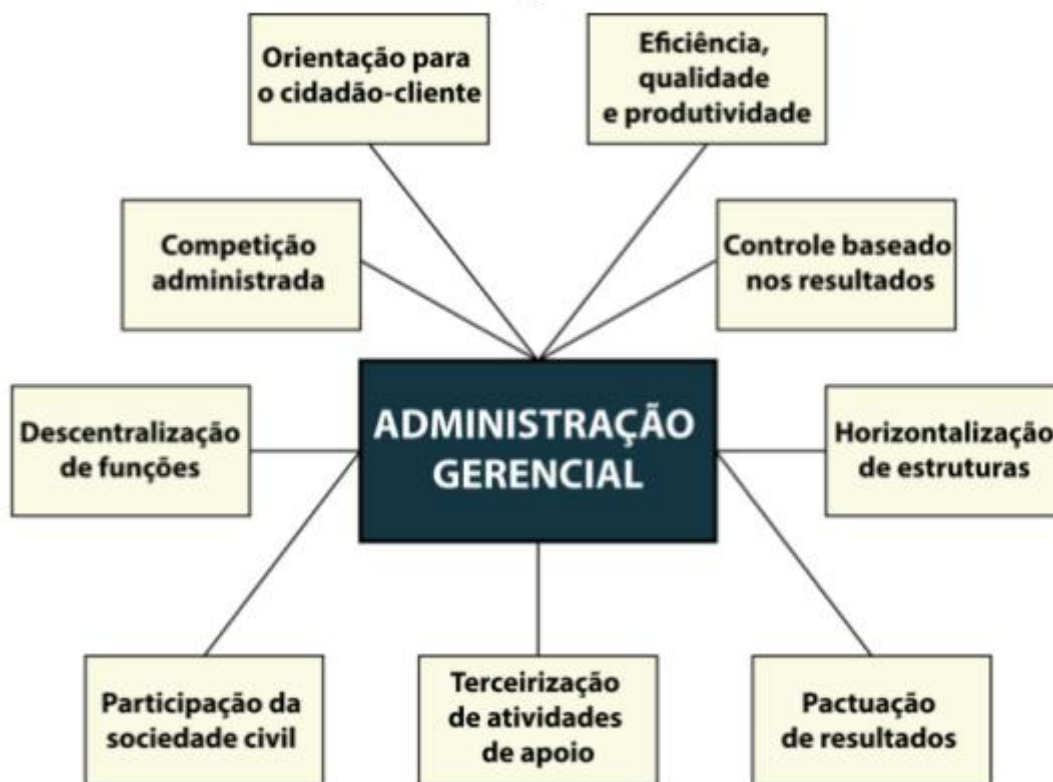 Orientação para
o cidadão-cliente
Eficiência,
qualidade
e produtividade
Competição
administrada
Controle baseado
nos resultados
Descentralização
de funções
ADMINISTRAÇÃO
GERENCIAL
Horizontalização
de estruturas
Participação da
sociedade civil
Terceirização
de atividades
de apoio
Pactuação
de resultados